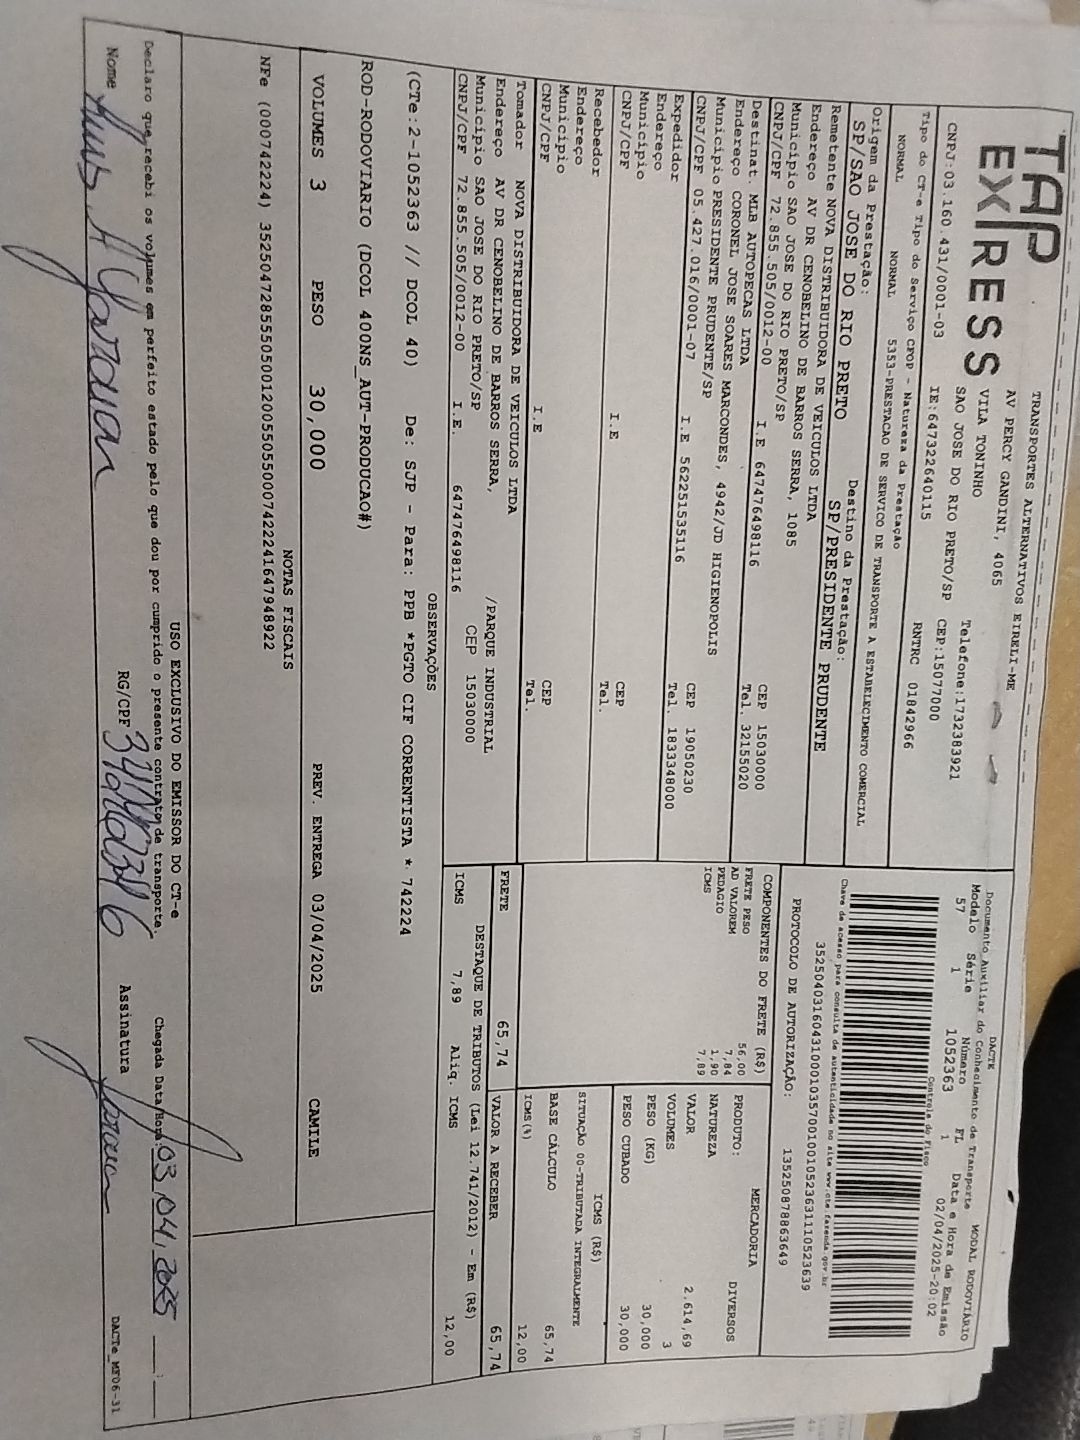 TAP
EXPRESS
TRANSPORTES ALTERNATIVOS EIRELI-ME
AV PERCY GANDINI, 4065
VILA TONINHO Telefone:1732383921
SAO JOSE DO RIO PRETO/SP CEP:15077000
CNPJ:03.160.431/0001-03 IE:647322640115 RNTRC 01842966
Tipo do CT-e Tipo do Serviço CFOP - Natureza da Prestação
NORMAL NORMAL 5353-PRESTACAO DE SERVICO DE TRANSPORTE A ESTABELECIMENTO COMERCIAL
Origem da Prestação: Destino da Prestação:
SP/SAO JOSE DO RIO PRETO SP/PRESIDENTE PRUDENTE
DACTE
Documento Auxiliar do Conhecimento de Transporte MODAL RODOVIÁRIO
Modelo Série Número FL Data e Hora de Emissão
57 1 1052363 1 02/04/2025-20:02
Controle do Fisco
Chave de acesso para consulta de autenticidade no site www.cte.fazenda.gov.br
PROTOCOLO DE AUTORIZAÇÃO: 135250878863649
Remetente NOVA DISTRIBUIDORA DE VEICULOS LTDA
Endereço AV DR CENOBELINO DE BARROS SERRA, 1085
Município SAO JOSE DO RIO PRETO/SP CEP 15030000
CNPJ/CPF 72.855.505/0012-00 I.E 647476498116 Tel. 32155020
Destinat. MLB AUTOPECAS LTDA
Endereço CORONEL JOSE SOARES MARCONDES, 4942/JD HIGIENOPOLIS
Município PRESIDENTE PRUDENTE/SP CEP 19050230
CNPJ/CPF 05.427.016/0001-07 I.E 562251535116 Tel. 1833348000
Expedidor
Endereço
Município CEP
CNPJ/CPF I.E Tel.
Recebedor
Endereço
Município CEP
CNPJ/CPF I.E Tel.
Tomador NOVA DISTRIBUIDORA DE VEICULOS LTDA
Endereço AV DR CENOBELINO DE BARROS SERRA, /PARQUE INDUSTRIAL
Município SAO JOSE DO RIO PRETO/SP CEP 15030000
CNPJ/CPF 72.855.505/0012-00 I.E. 647476498116
COMPONENTES DO FRETE (R$)
FRETE PESO 56,00
AD VALOREM 7,84
PEDAGIO 1,90
ICMS 7,89
MERCADORIA
PRODUTO: DIVERSOS
NATUREZA
VALOR 2.614,69
VOLUMES 3
PESO (KG) 30,000
PESO CUBADO 30,000
ICMS (R$)
SITUAÇÃO 00-TRIBUTADA INTEGRALMENTE
BASE CÁLCULO 65,74
ICMS(%) 12,00
FRETE 65,74 VALOR A RECEBER 65,74
DESTAQUE DE TRIBUTOS (Lei 12.741/2012) - Em (R$)
ICMS 7,89 Aliq. ICMS 12,00
OBSERVAÇÕES
(CTe:2-1052363 // DCOL 40) De: SJP - Para: PPB *PGTO CIF CORRENTISTA * 742224
ROD-RODOVIARIO (DCOL 400NS_AUT-PRODUCAO#)
VOLUMES 3 PESO 30,000 PREV. ENTREGA 03/04/2025 CAMILE
NOTAS FISCAIS
NFe (000742224)
USO EXCLUSIVO DO EMISSOR DO CT-e
Declaro que recebi os volumes em perfeito estado pelo que dou por cumprido o presente contrato de transporte.
Chegada Data/Hora: 03/04/2025
Nome RG/CPF Assinatura
DACTe_MF06-31